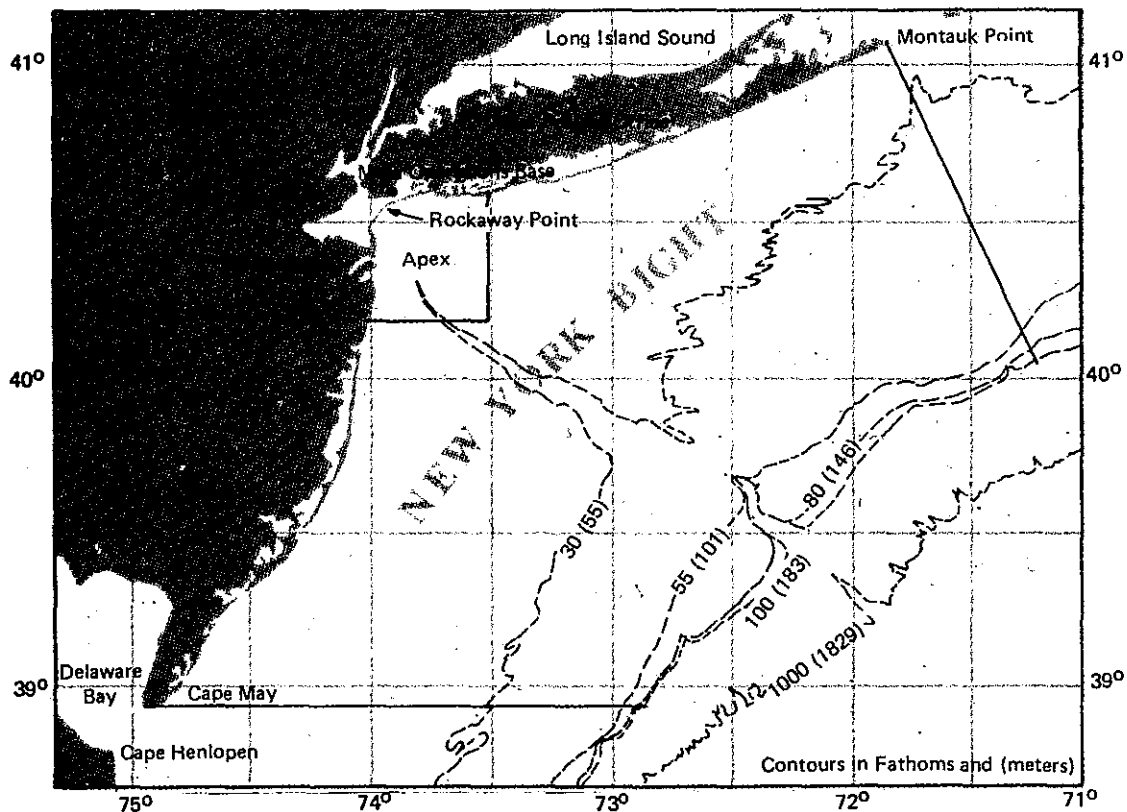 Long Island Sound
Montauk Point
41°
41°
Base
Rockaway Point
Apex
NEW YORK BIGHT
40°
40°
80 (146)
30 (55)
55 (101)
100 (183)
1000 (1829)
39°
Delaware
Bay
Cape May
39°
Cape Henlopen
Contours in Fathoms and (meters)
75°
74°
73°
72°
71°